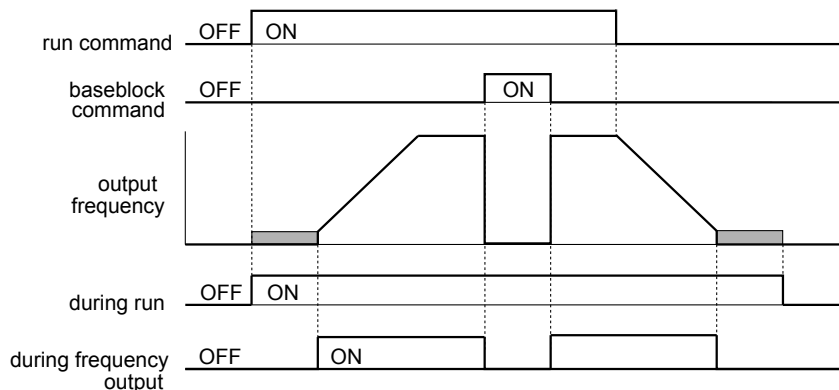 OFF ON
run command
baseblock
command
OFF ON
output
frequency
OFF ON
during run
during frequency
output
OFF ON